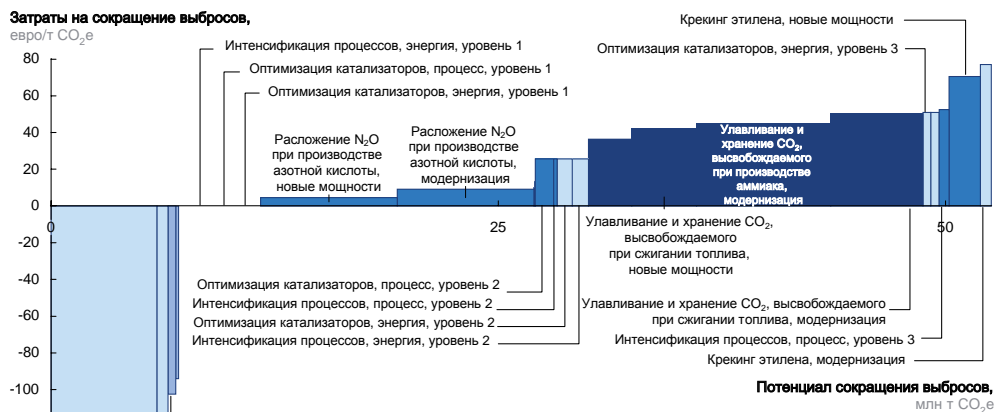 Затраты на сокращение выбросов,
евро/т CO₂e
Крекинг этилена, новые мощности
Интенсификация процессов, энергия, уровень 1
Оптимизация катализаторов, энергия, уровень 3
Оптимизация катализаторов, процесс, уровень 1
Оптимизация катализаторов, энергия, уровень 1
80
60
40
20
0
-20
-40
-60
-80
-100
Расложение N₂O
при производстве
азотной кислоты,
новые мощности
Расложение N₂O
при производстве
азотной кислоты,
модернизация
Улавливание и
хранение CO₂,
высвобождаемого
при производстве
аммиака,
модернизация
0
25
50
Улавливание и хранение CO₂,
высвобождаемого
при сжигании топлива,
новые мощности
Оптимизация катализаторов, процесс, уровень 2
Интенсификация процессов, процесс, уровень 2
Оптимизация катализаторов, энергия, уровень 2
Интенсификация процессов, энергия, уровень 2
Улавливание и хранение CO₂, высвобождаемого
при сжигании топлива, модернизация
Интенсификация процессов, процесс, уровень 3
Крекинг этилена, модернизация
Потенциал сокращения выбросов,
млн т CO₂e